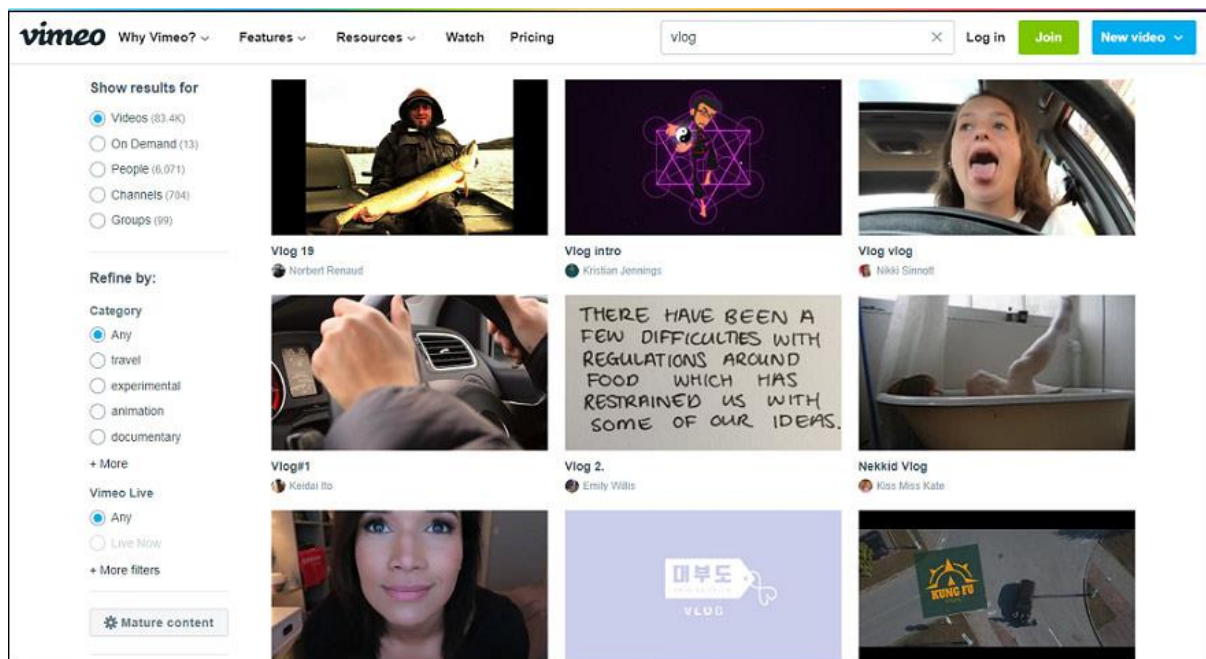 vimeo Why Vimeo? Features Resources Watch Pricing vlog Log in Join New video
Show results for
Videos (83.4K)
On Demand (13)
People (6,071)
Channels (704)
Groups (99)
Refine by:
Category
Any
travel
experimental
animation
documentary
+ More
Vimeo Live
Any
Live Now
+ More filters
Mature content
Vlog 19
Norbert Renaud
Vlog intro
Kristian Jennings
Vlog vlog
Nikki Sinnott
Vlog#1
Keidai Ito
THERE HAVE BEEN A
FEW DIFFICULTIES WITH
REGULATIONS AROUND
FOOD WHICH HAS
RESTRAINED US WITH
SOME OF OUR IDEAS.
Vlog 2.
Emily Willis
Nekkid Vlog
Kiss Miss Kate
대부도
VLOG
KUNG FU